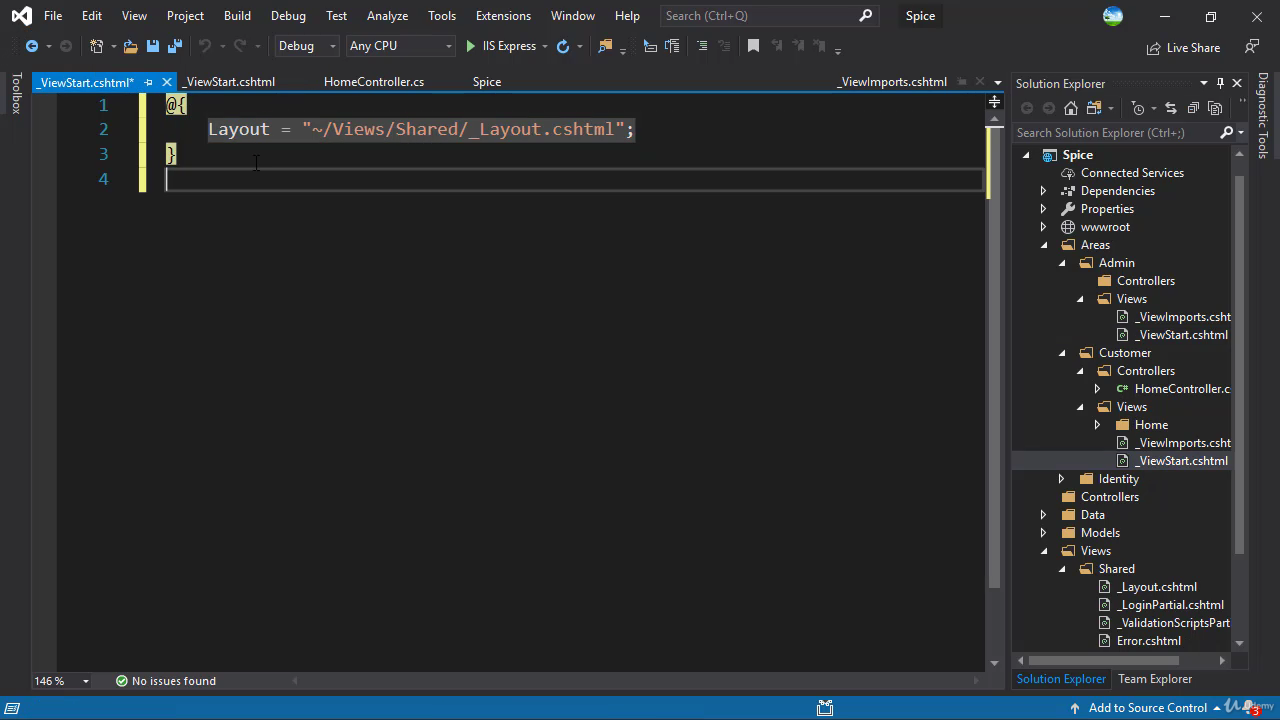 File Edit View Project Build Debug Test Analyze Tools Extensions Window Help Search (Ctrl+Q) Spice
Debug Any CPU IIS Express Live Share
_ViewStart.cshtml* _ViewStart.cshtml HomeController.cs Spice _ViewImports.cshtml
Toolbox
1 @{
2 Layout = "~/Views/Shared/_Layout.cshtml";
3 }
4
Solution Explorer
Search Solution Explorer (Ctrl+;)
Spice
Connected Services
Dependencies
Properties
wwwroot
Areas
Admin
Controllers
Views
_ViewImports.csht
_ViewStart.cshtml
Customer
Controllers
HomeController.c
Views
Home
_ViewImports.csht
_ViewStart.cshtml
Identity
Controllers
Data
Models
Views
Shared
_Layout.cshtml
_LoginPartial.cshtml
_ValidationScriptsPart
Error.cshtml
Diagnostic Tools
146 % No issues found
Solution Explorer Team Explorer
Add to Source Control 3
Udemy